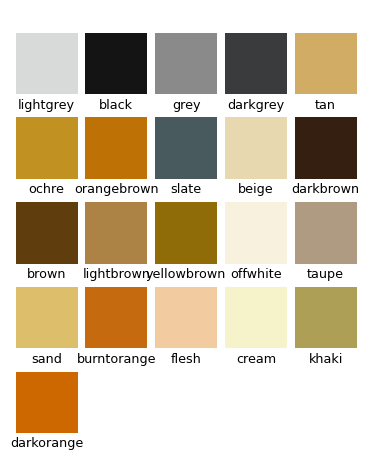 lightgrey black grey darkgrey tan
ochre orangebrown slate beige darkbrown
brown lightbrown yellowbrown offwhite taupe
sand burntorange flesh cream khaki
darkorange